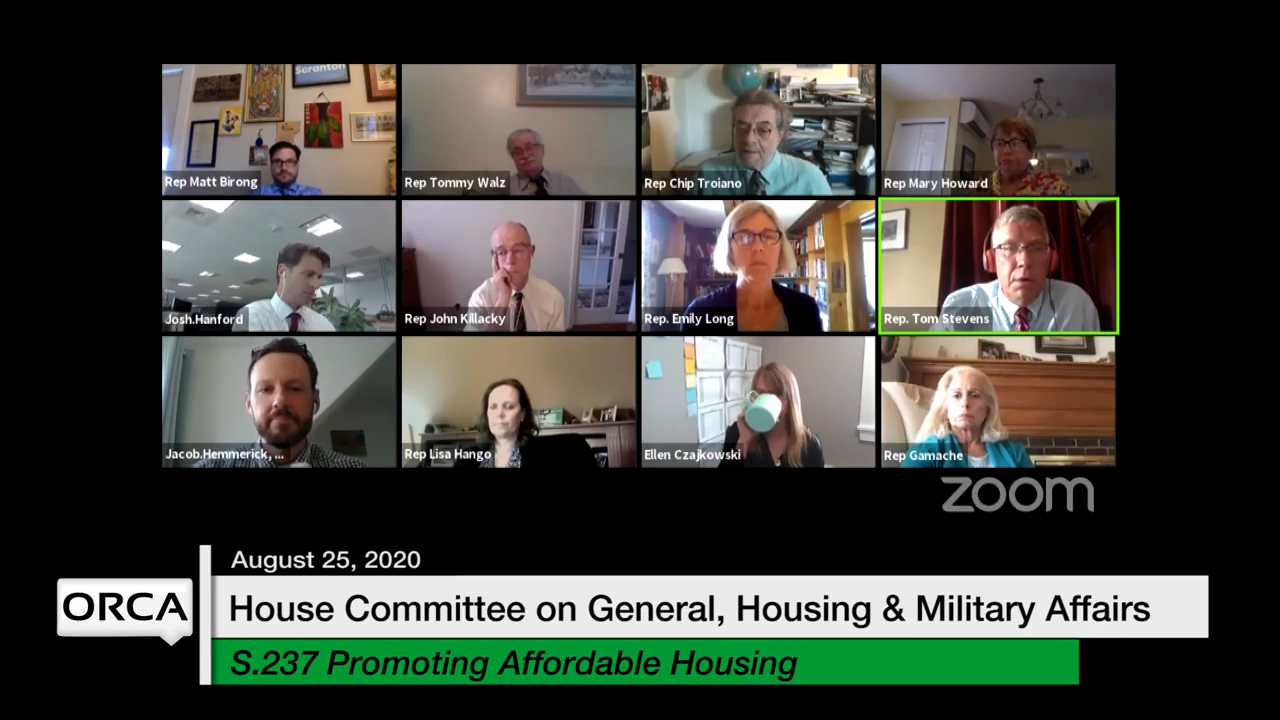 Scranton
Rep Matt Birong
Rep Tommy Walz
Rep Chip Troiano
Rep Mary Howard
Josh.Hanford
Rep John Killacky
Rep. Emily Long
Rep. Tom Stevens
Jacob.Hemmerick, ...
Rep Lisa Hango
Ellen Czajkowski
Rep Gamache
zoom
August 25, 2020
ORCA
House Committee on General, Housing & Military Affairs
S.237 Promoting Affordable Housing